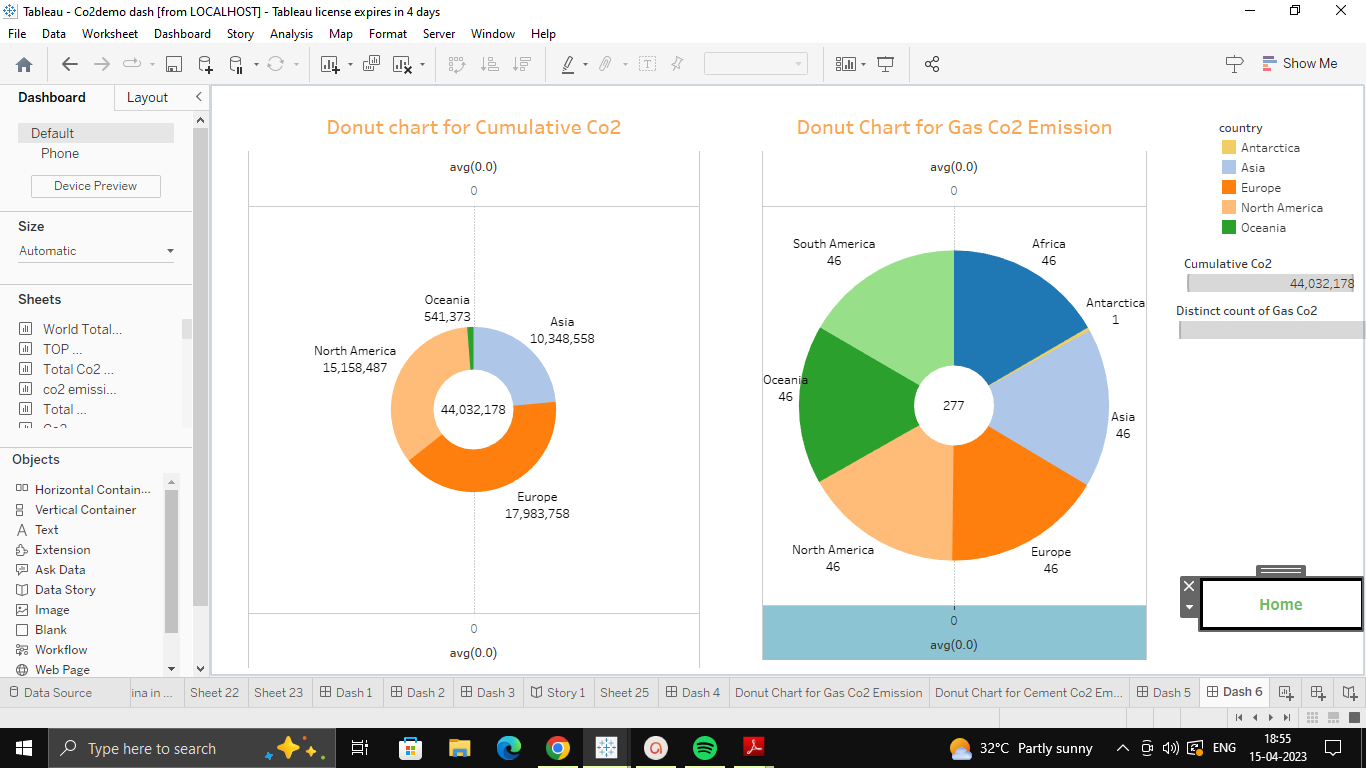 Tableau - Co2demo dash [from LOCALHOST] - Tableau license expires in 4 days
File Data Worksheet Dashboard Story Analysis Map Format Server Window Help
Show Me
Dashboard Layout
Default
Phone
Device Preview
Size
Automatic
Sheets
World Total...
TOP ...
Total Co2 ...
co2 emissi...
Total ...
Objects
Horizontal Contain...
Vertical Container
Text
Extension
Ask Data
Data Story
Image
Blank
Workflow
Web Page
Donut chart for Cumulative Co2
avg(0.0)
0
Oceania
541,373
Asia
10,348,558
North America
15,158,487
44,032,178
Europe
17,983,758
0
avg(0.0)
Donut Chart for Gas Co2 Emission
avg(0.0)
0
South America
46
Africa
46
Antarctica
1
Oceania
46
277
Asia
46
North America
46
Europe
46
0
avg(0.0)
country
Antarctica
Asia
Europe
North America
Oceania
Cumulative Co2
44,032,178
Distinct count of Gas Co2
Home
Data Source ina in ... Sheet 22 Sheet 23 Dash 1 Dash 2 Dash 3 Story 1 Sheet 25 Dash 4 Donut Chart for Gas Co2 Emission Donut Chart for Cement Co2 Em... Dash 5 Dash 6
Type here to search
32°C Partly sunny
ENG
18:55
15-04-2023